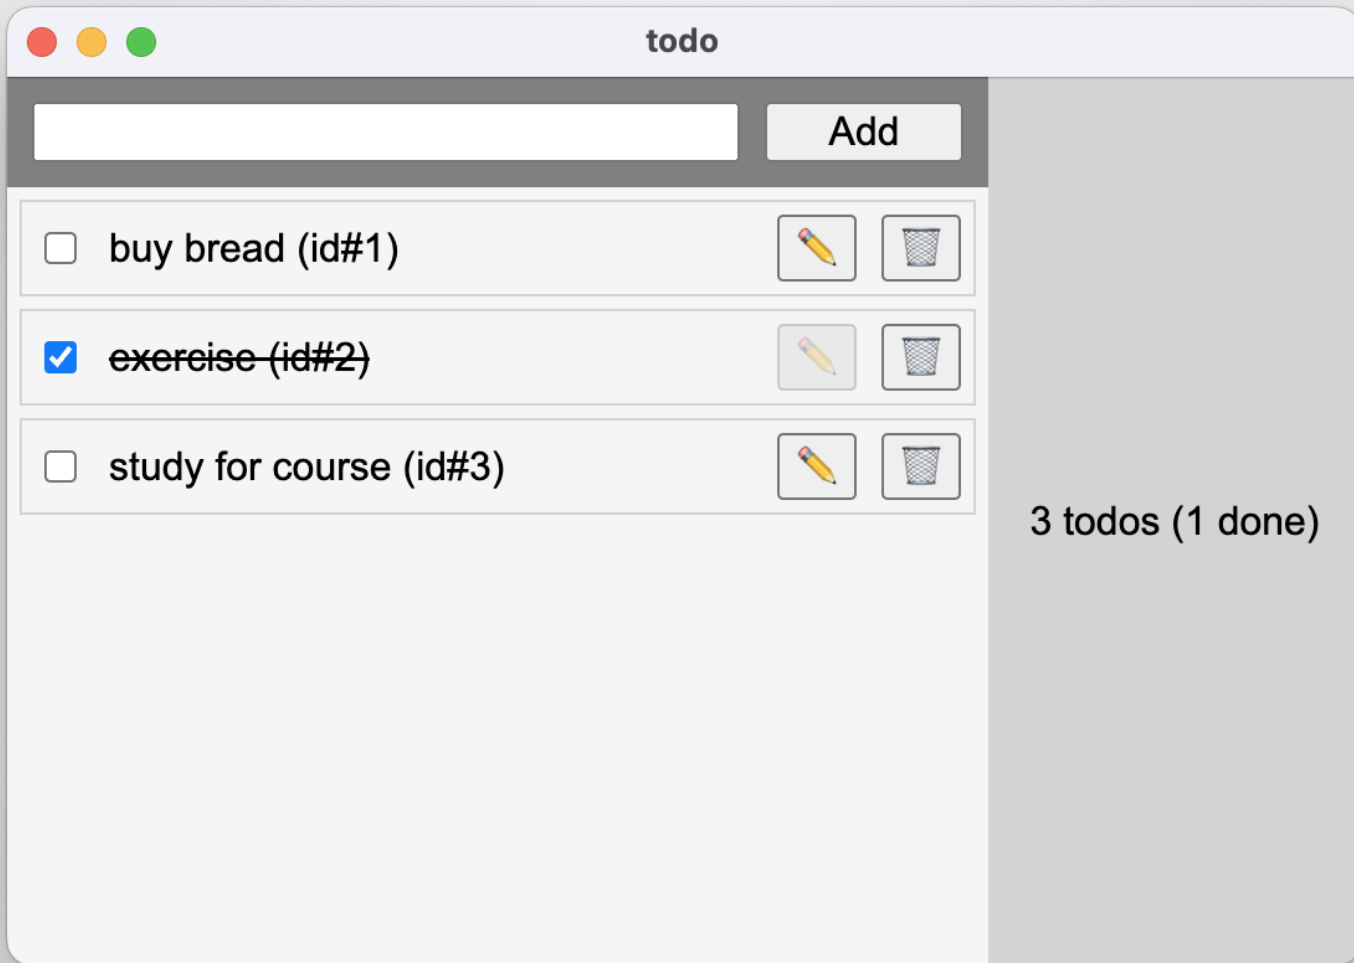 todo
Add
buy bread (id#1)
exercise (id#2)
study for course (id#3)
3 todos (1 done)